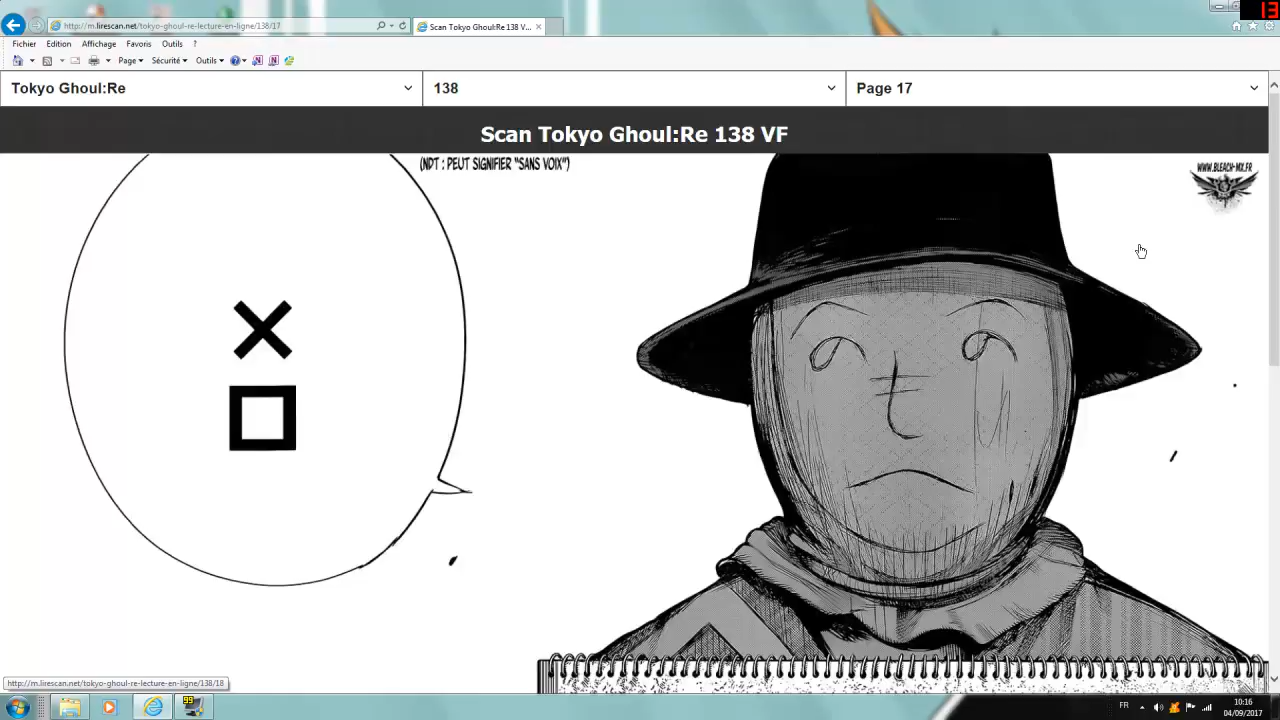 13
http://m.lirescan.net/tokyo-ghoul-re-lecture-en-ligne/138/17
Scan Tokyo Ghoul:Re 138 V...
Fichier Edition Affichage Favoris Outils ?
Page Sécurité Outils
Tokyo Ghoul:Re 138 Page 17
Scan Tokyo Ghoul:Re 138 VF
(NDT : PEUT SIGNIFIER "SANS VOIX")
WWW.BLEACH-MX.FR
http://m.lirescan.net/tokyo-ghoul-re-lecture-en-ligne/138/18
99
FR
10:16
04/09/2017